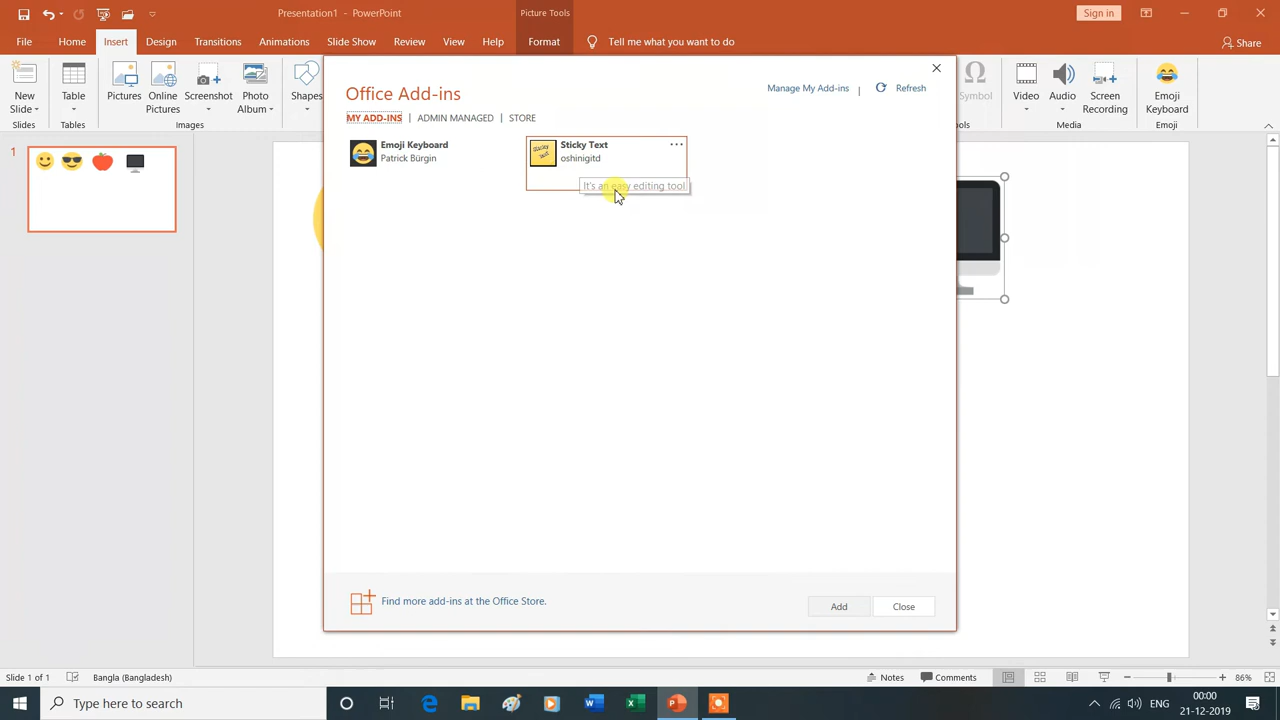 Presentation1 - PowerPoint
Picture Tools
Sign in
File
Home
Insert
Design
Transitions
Animations
Slide Show
Review
View
Help
Format
Tell me what you want to do
Share
New
Slide
Table
Pictures
Online
Pictures
Screenshot
Photo
Album
Shapes
Symbol
Video
Audio
Screen
Recording
Emoji
Keyboard
Slides
Tables
Images
Media
Emoji
Office Add-ins
Manage My Add-ins | Refresh
MY ADD-INS | ADMIN MANAGED | STORE
Emoji Keyboard
Patrick Bürgin
Sticky Text
oshinigitd
Sticky
text
It's an easy editing tool.
1
Find more add-ins at the Office Store.
Add
Close
Slide 1 of 1
Bangla (Bangladesh)
Notes
Comments
86%
Type here to search
ENG
00:00
21-12-2019